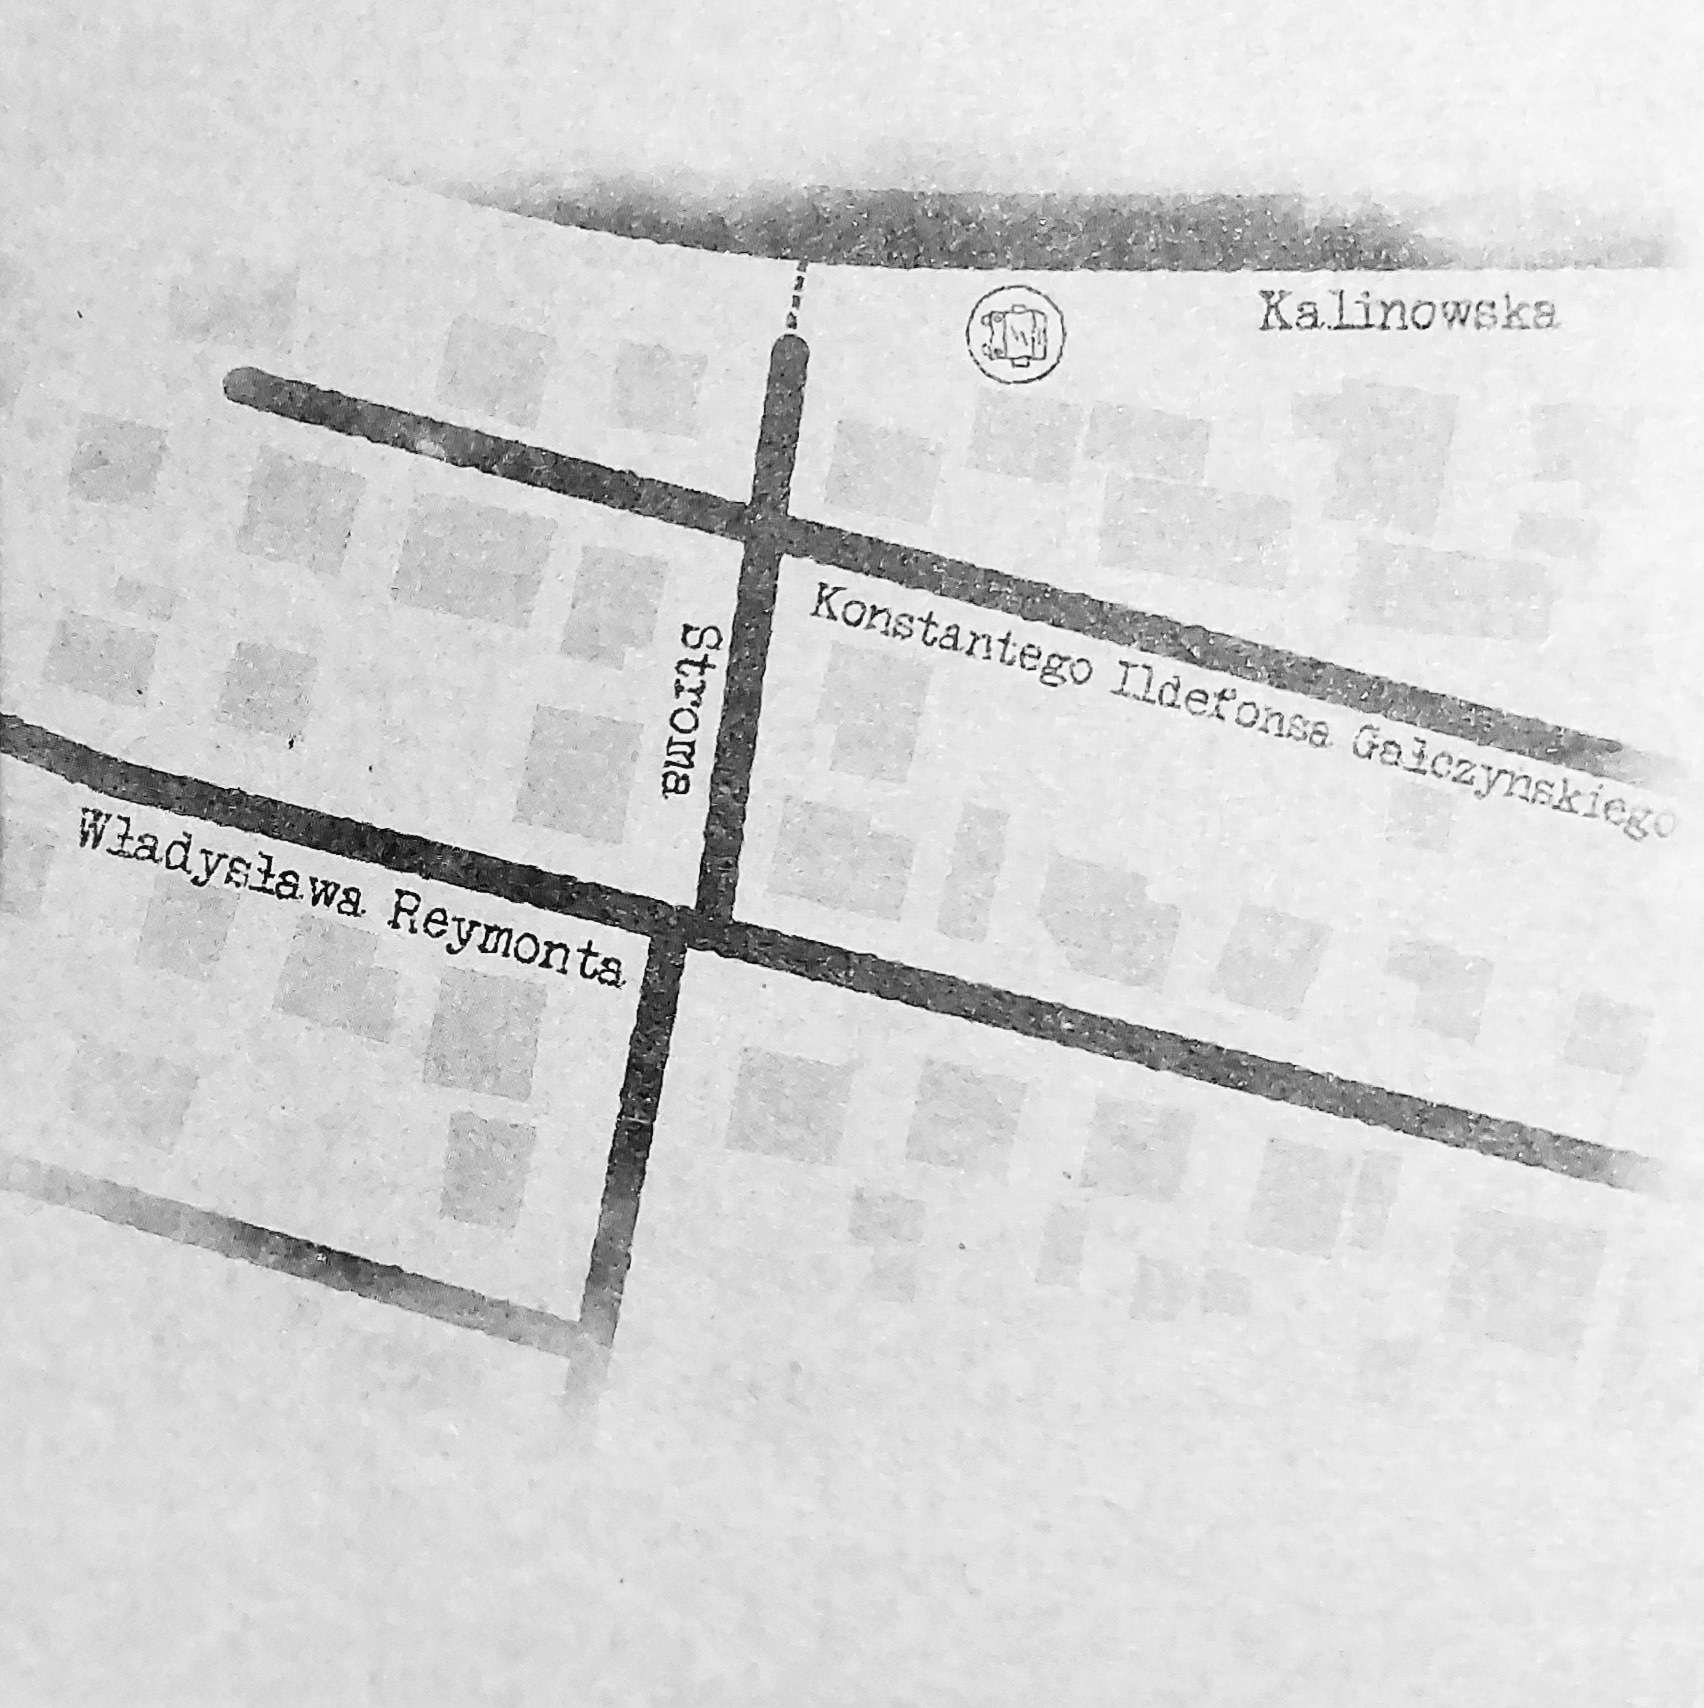 Kalinowska
Konstantego Ildefonsa Gałczyńskiego
Stroma
Władysława Reymonta